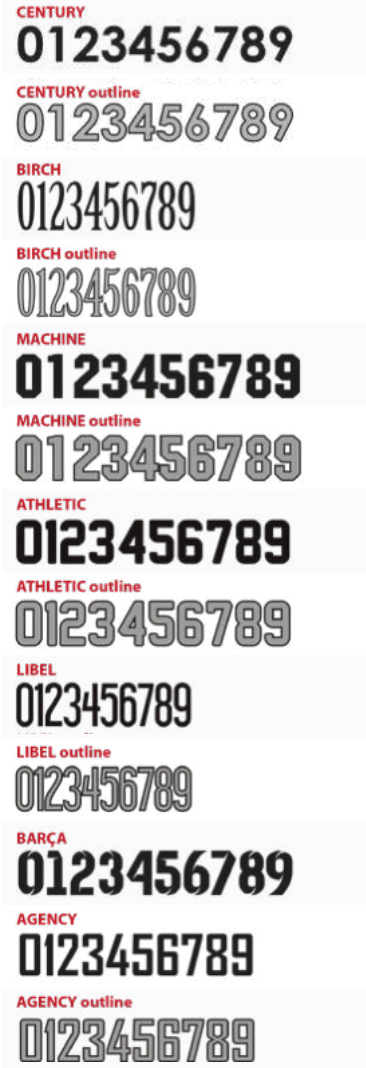 CENTURY
0123456789
CENTURY outline
0123456789
BIRCH
0123456789
BIRCH outline
0123456789
MACHINE
0123456789
MACHINE outline
0123456789
ATHLETIC
0123456789
ATHLETIC outline
0123456789
LIBEL
0123456789
LIBEL outline
0123456789
BARÇA
0123456789
AGENCY
0123456789
AGENCY outline
0123456789